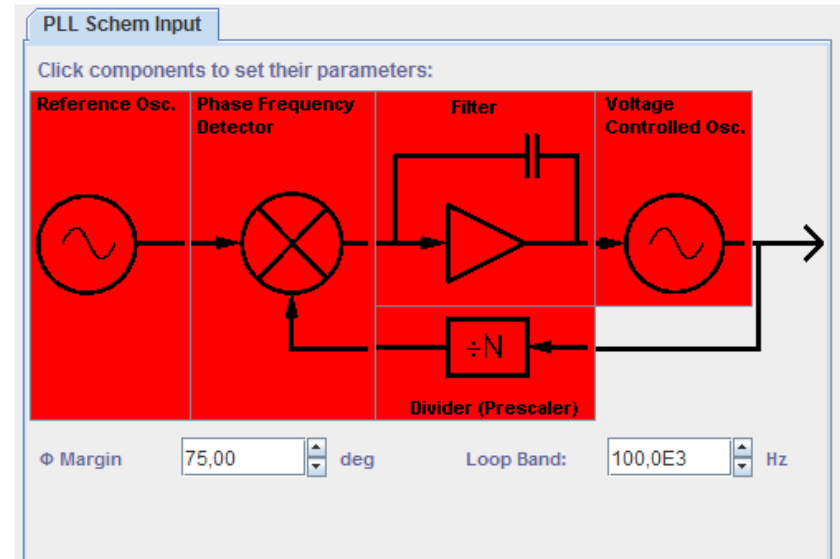 PLL Schem Input
Click components to set their parameters:
Reference Osc.
Phase Frequency
Detector
Filter
Voltage
Controlled Osc.
÷N
Divider (Prescaler)
Φ Margin
75,00
deg
Loop Band:
100,0E3
Hz